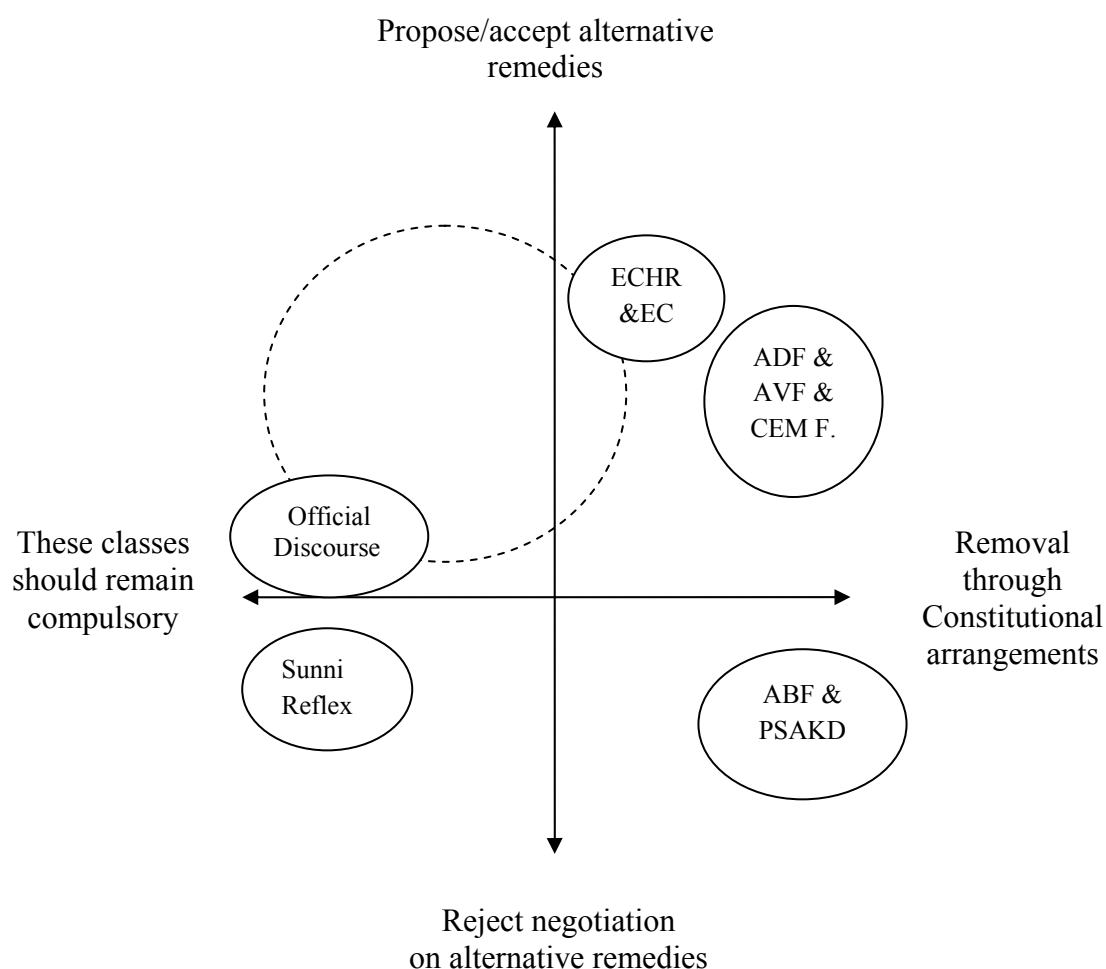 Propose/accept alternative
remedies
ECHR
&EC
ADF &
AVF &
CEM F.
Official
Discourse
These classes
should remain
compulsory
Removal
through
Constitutional
arrangements
Sunni
Reflex
ABF &
PSAKD
Reject negotiation
on alternative remedies